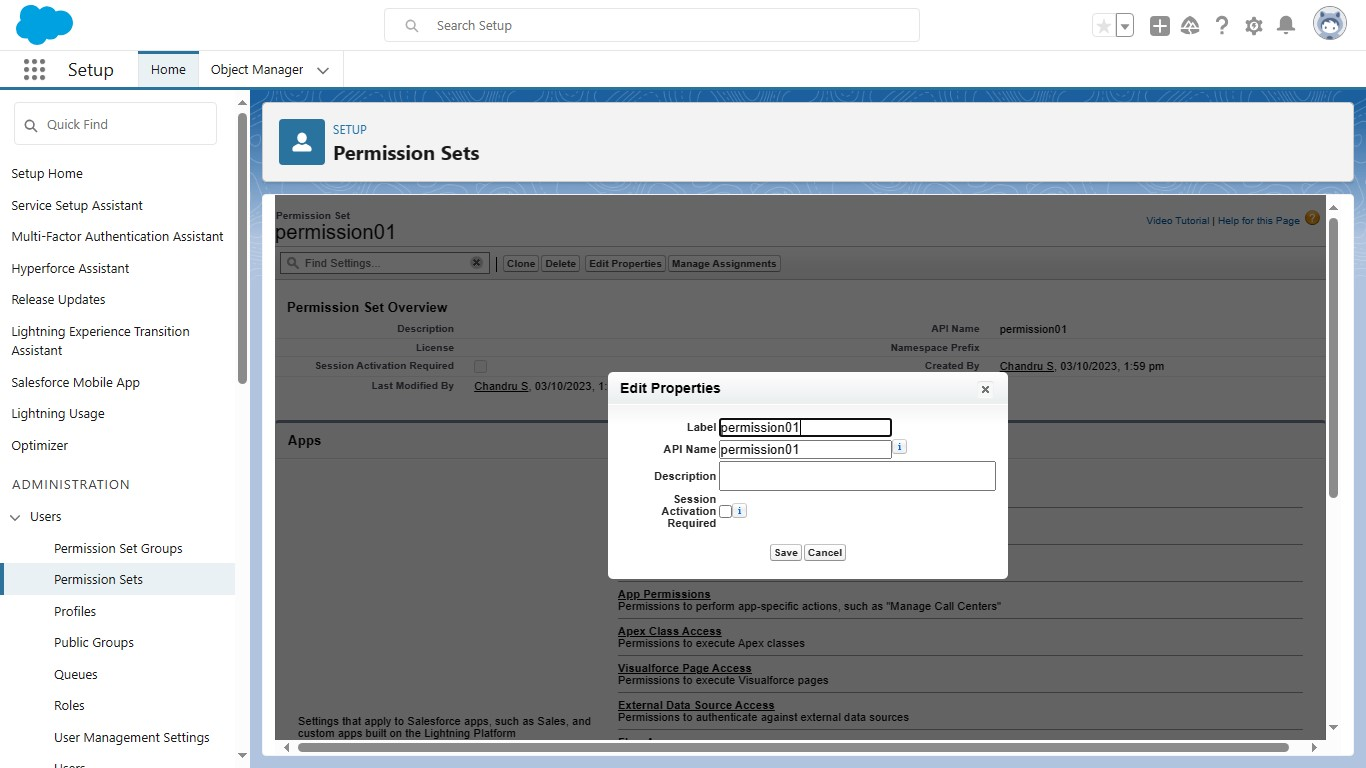 Search Setup
Setup
Home
Object Manager
Quick Find
Setup Home
Service Setup Assistant
Multi-Factor Authentication Assistant
Hyperforce Assistant
Release Updates
Lightning Experience Transition
Assistant
Salesforce Mobile App
Lightning Usage
Optimizer
ADMINISTRATION
Users
Permission Set Groups
Permission Sets
Profiles
Public Groups
Queues
Roles
User Management Settings
Users
SETUP
Permission Sets
Permission Set
permission01
Video Tutorial | Help for this Page
Find Settings...
Clone
Delete
Edit Properties
Manage Assignments
Permission Set Overview
Description
API Name permission01
License
Namespace Prefix
Session Activation Required
Created By Chandru S, 03/10/2023, 1:59 pm
Last Modified By Chandru S, 03/10/2023, 1:
Edit Properties
Label permission01
API Name permission01
Description
Session
Activation
Required
Save Cancel
Apps
App Permissions
Permissions to perform app-specific actions, such as "Manage Call Centers"
Apex Class Access
Permissions to execute Apex classes
Visualforce Page Access
Permissions to execute Visualforce pages
External Data Source Access
Permissions to authenticate against external data sources
Settings that apply to Salesforce apps, such as Sales, and
custom apps built on the Lightning Platform